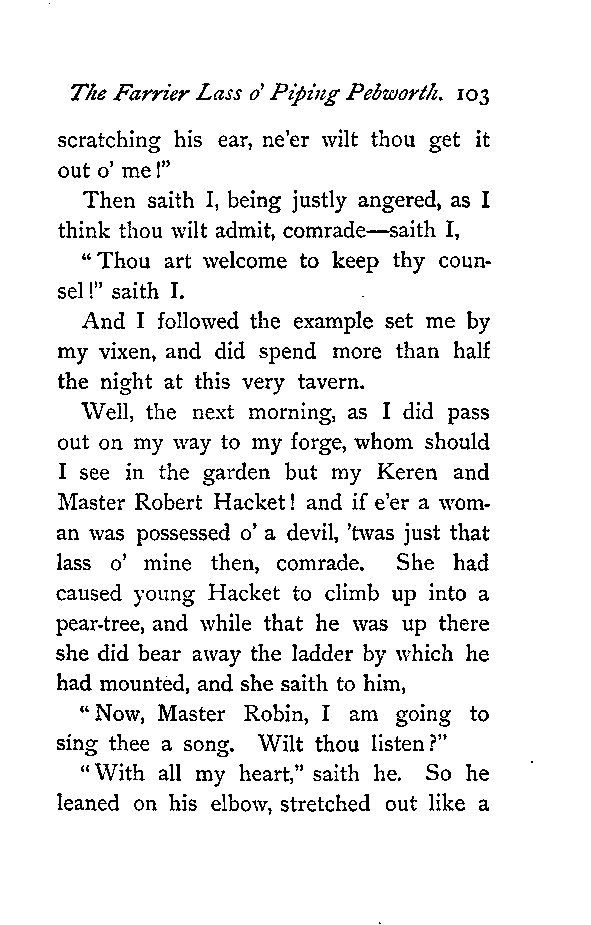 The Farrier Lass o' Piping Pebworth. 103
scratching his ear, ne'er wilt thou get it
out o' me!"
Then saith I, being justly angered, as I
think thou wilt admit, comrade—saith I,
"Thou art welcome to keep thy coun-
sel!" saith I.
And I followed the example set me by
my vixen, and did spend more than half
the night at this very tavern.
Well, the next morning, as I did pass
out on my way to my forge, whom should
I see in the garden but my Keren and
Master Robert Hacket! and if e'er a wom-
an was possessed o' a devil, 'twas just that
lass o' mine then, comrade. She had
caused young Hacket to climb up into a
pear-tree, and while that he was up there
she did bear away the ladder by which he
had mounted, and she saith to him,
"Now, Master Robin, I am going to
sing thee a song. Wilt thou listen?"
"With all my heart," saith he. So he
leaned on his elbow, stretched out like a